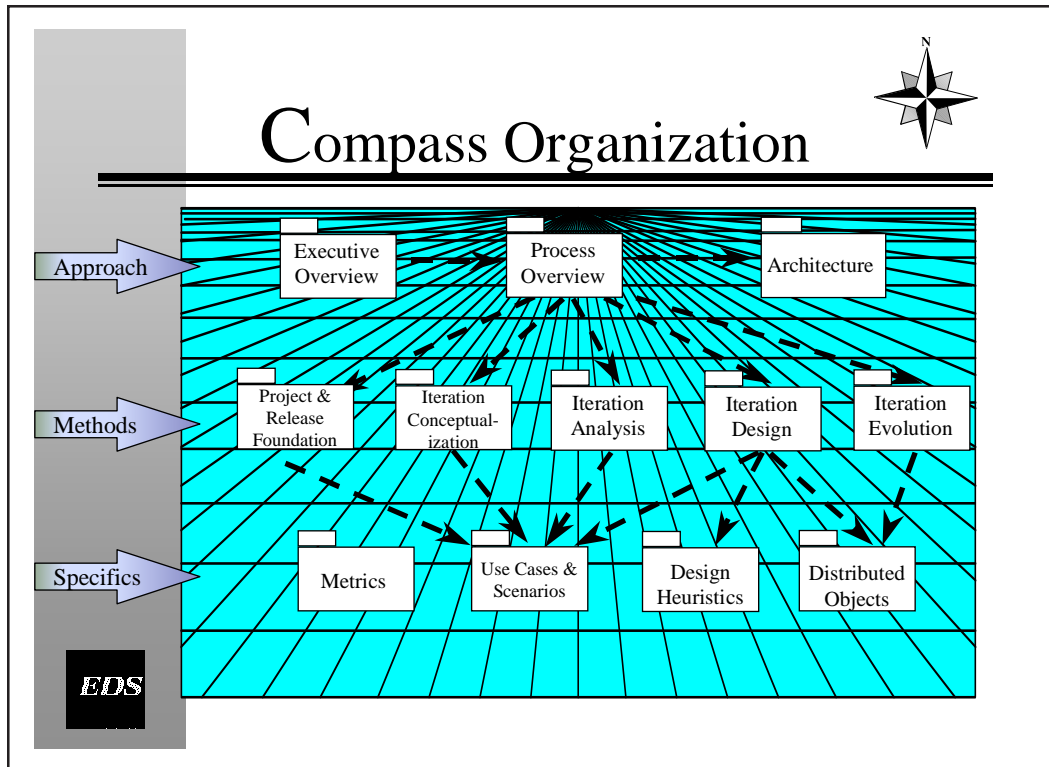 N
Compass Organization
Approach
Executive
Overview
Process
Overview
Architecture
Methods
Project &
Release
Foundation
Iteration
Conceptual-
ization
Iteration
Analysis
Iteration
Design
Iteration
Evolution
Specifics
Metrics
Use Cases &
Scenarios
Design
Heuristics
Distributed
Objects
EDS